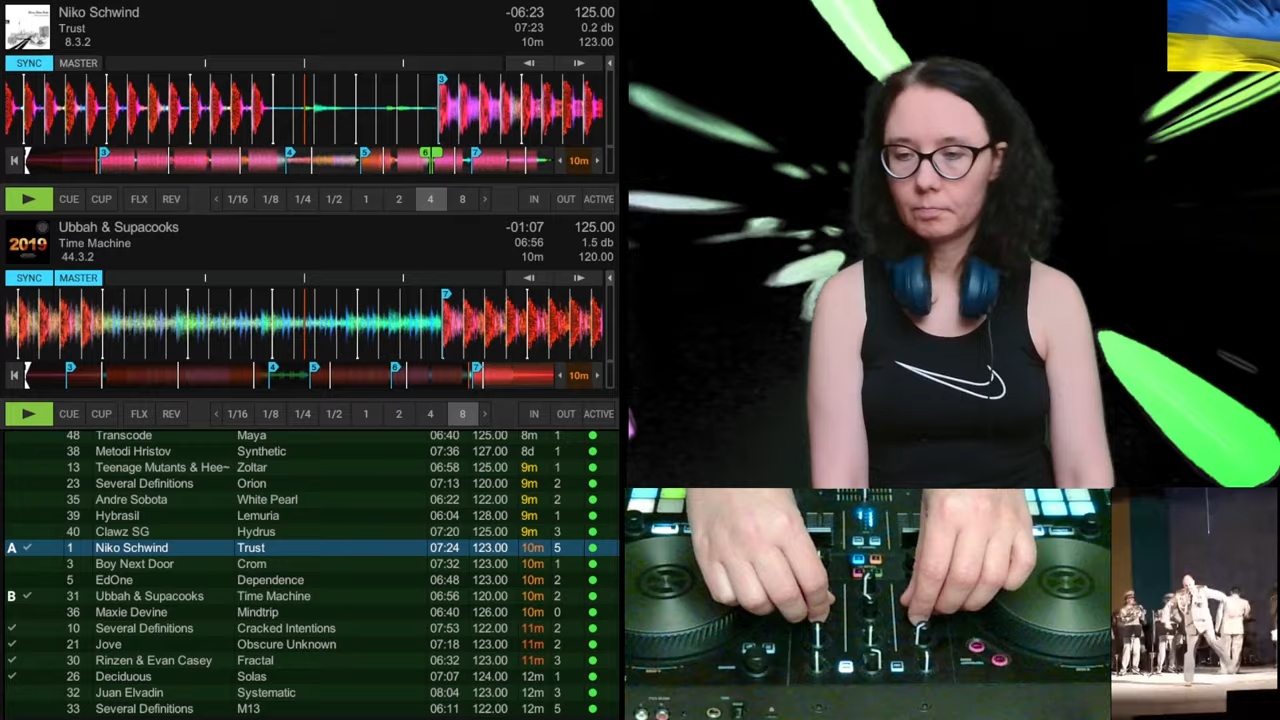 Niko Schwind -06:23 125.00
Trust 07:23 0.2 db
8.3.2 10m 123.00
SYNC MASTER
3
3 4 5 6 7 10m
CUE CUP FLX REV 1/16 1/8 1/4 1/2 1 2 4 8 IN OUT ACTIVE
Ubbah & Supacooks -01:07 125.00
2019 Time Machine 06:56 1.5 db
44.3.2 10m 120.00
SYNC MASTER
7
3 4 5 6 7 10m
CUE CUP FLX REV 1/16 1/8 1/4 1/2 1 2 4 8 IN OUT ACTIVE
48 Transcode Maya 06:40 125.00 8m 1
38 Metodi Hristov Synthetic 07:36 127.00 8d 1
13 Teenage Mutants & Hee~ Zoltar 06:58 125.00 9m 1
23 Several Definitions Orion 07:13 120.00 9m 2
35 Andre Sobota White Pearl 06:22 122.00 9m 2
39 Hybrasil Lemuria 06:04 128.00 9m 1
40 Clawz SG Hydrus 07:20 125.00 9m 3
A 1 Niko Schwind Trust 07:24 123.00 10m 5
3 Boy Next Door Crom 07:32 123.00 10m 1
5 EdOne Dependence 06:48 123.00 10m 2
B 31 Ubbah & Supacooks Time Machine 06:56 120.00 10m 2
36 Maxie Devine Mindtrip 06:40 126.00 10m 0
10 Several Definitions Cracked Intentions 07:53 122.00 11m 2
21 Jove Obscure Unknown 07:18 123.00 11m 2
30 Rinzen & Evan Casey Fractal 06:32 123.00 11m 3
26 Deciduous Solas 07:07 124.00 12m 1
32 Juan Elvadin Systematic 08:04 122.00 12m 3
33 Several Definitions M13 06:11 122.00 12m 5